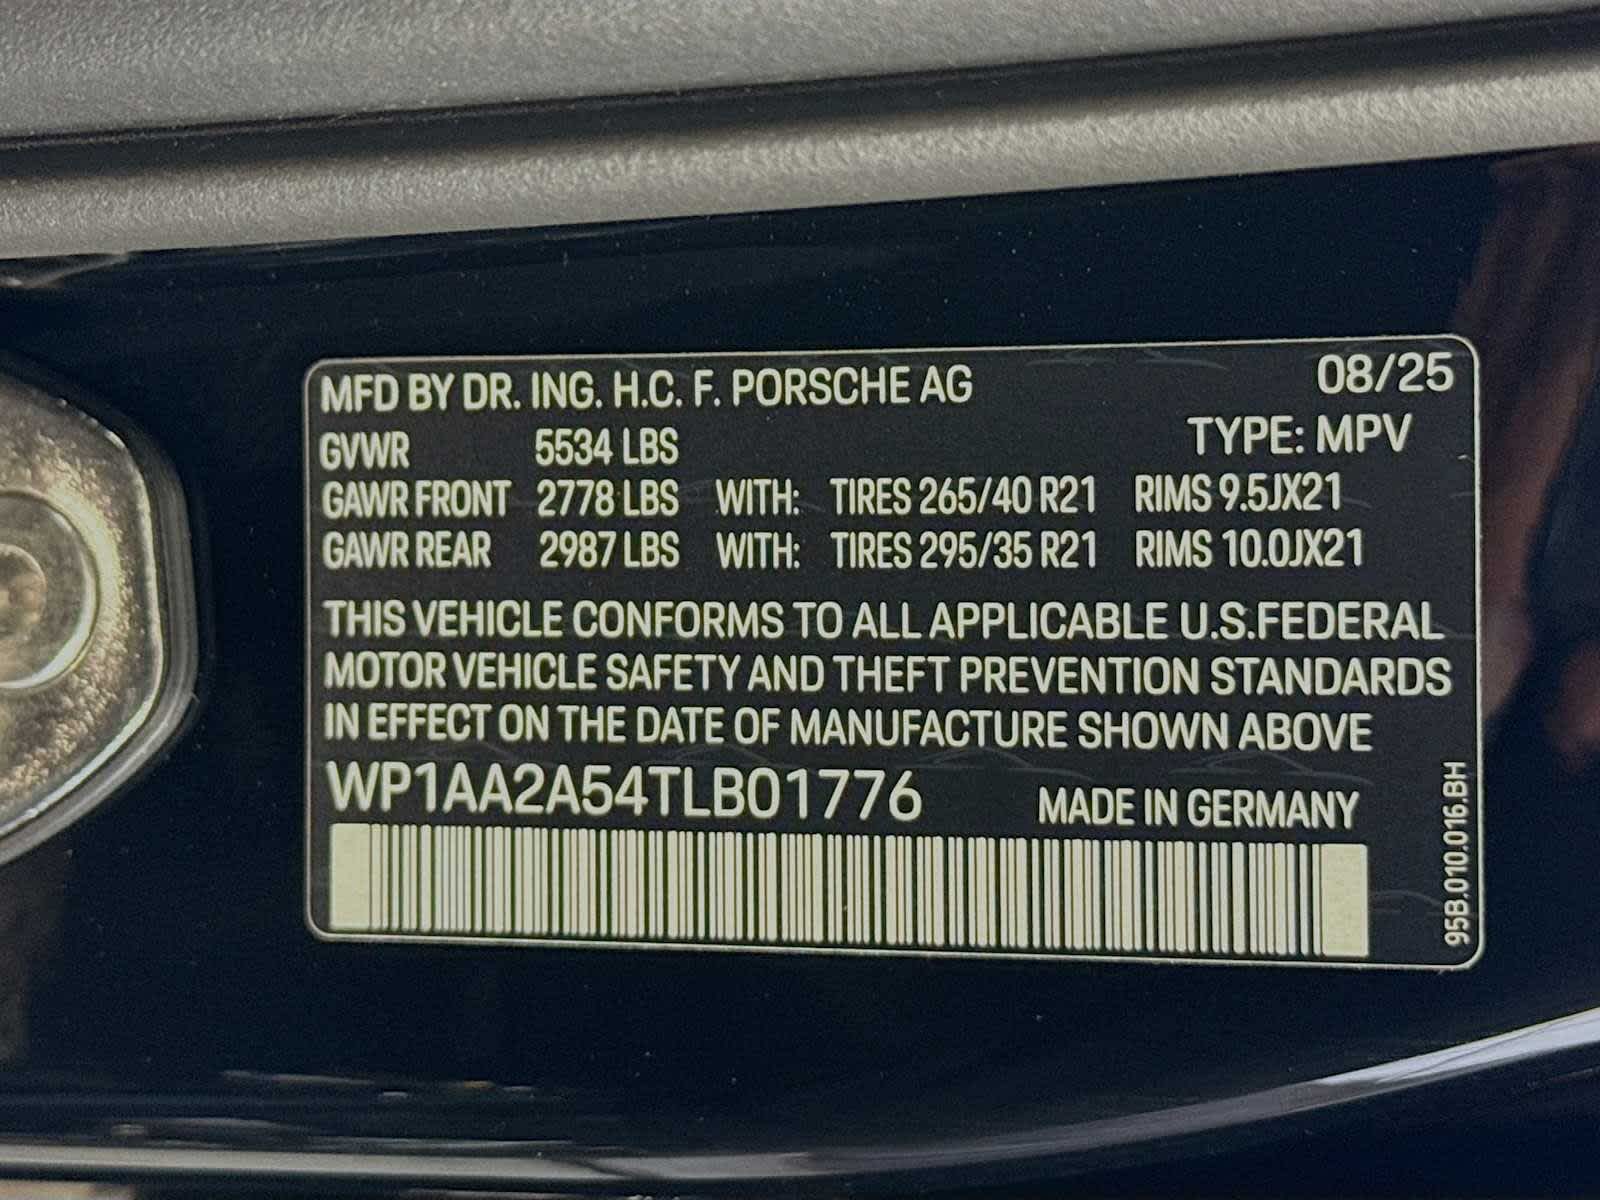 MFD BY DR. ING. H.C. F. PORSCHE AG 08/25
TYPE: MPV
GVWR 5534 LBS
GAWR FRONT 2778 LBS WITH: TIRES 265/40 R21 RIMS 9.5JX21
GAWR REAR 2987 LBS WITH: TIRES 295/35 R21 RIMS 10.0JX21
THIS VEHICLE CONFORMS TO ALL APPLICABLE U.S.FEDERAL
MOTOR VEHICLE SAFETY AND THEFT PREVENTION STANDARDS
IN EFFECT ON THE DATE OF MANUFACTURE SHOWN ABOVE
WP1AA2A54TLB01776 MADE IN GERMANY
95B.010.016.BH